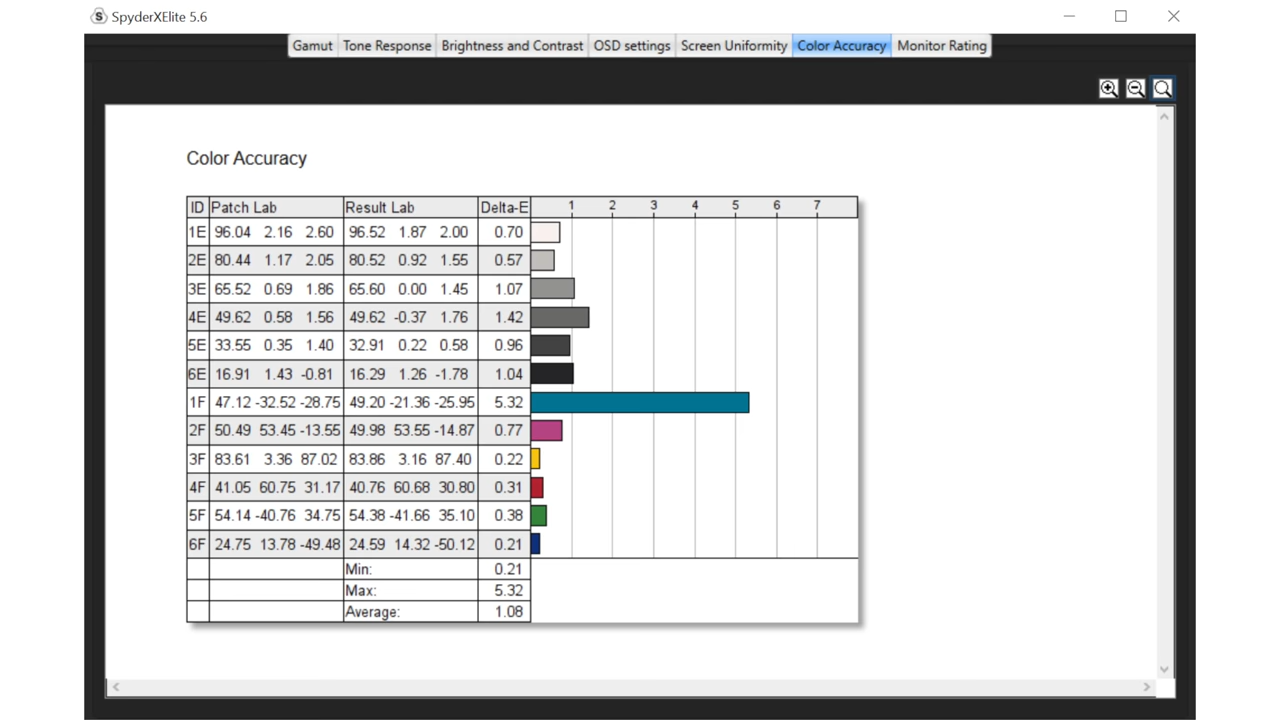 SpyderXElite 5.6
Gamut Tone Response Brightness and Contrast OSD settings Screen Uniformity Color Accuracy Monitor Rating
Color Accuracy
ID Patch Lab Result Lab Delta-E 1 2 3 4 5 6 7
1E 96.04 2.16 2.60 96.52 1.87 2.00 0.70
2E 80.44 1.17 2.05 80.52 0.92 1.55 0.57
3E 65.52 0.69 1.86 65.60 0.00 1.45 1.07
4E 49.62 0.58 1.56 49.62 -0.37 1.76 1.42
5E 33.55 0.35 1.40 32.91 0.22 0.58 0.96
6E 16.91 1.43 -0.81 16.29 1.26 -1.78 1.04
1F 47.12 -32.52 -28.75 49.20 -21.36 -25.95 5.32
2F 50.49 53.45 -13.55 49.98 53.55 -14.87 0.77
3F 83.61 3.36 87.02 83.86 3.16 87.40 0.22
4F 41.05 60.75 31.17 40.76 60.68 30.80 0.31
5F 54.14 -40.76 34.75 54.38 -41.66 35.10 0.38
6F 24.75 13.78 -49.48 24.59 14.32 -50.12 0.21
Min: 0.21
Max: 5.32
Average: 1.08